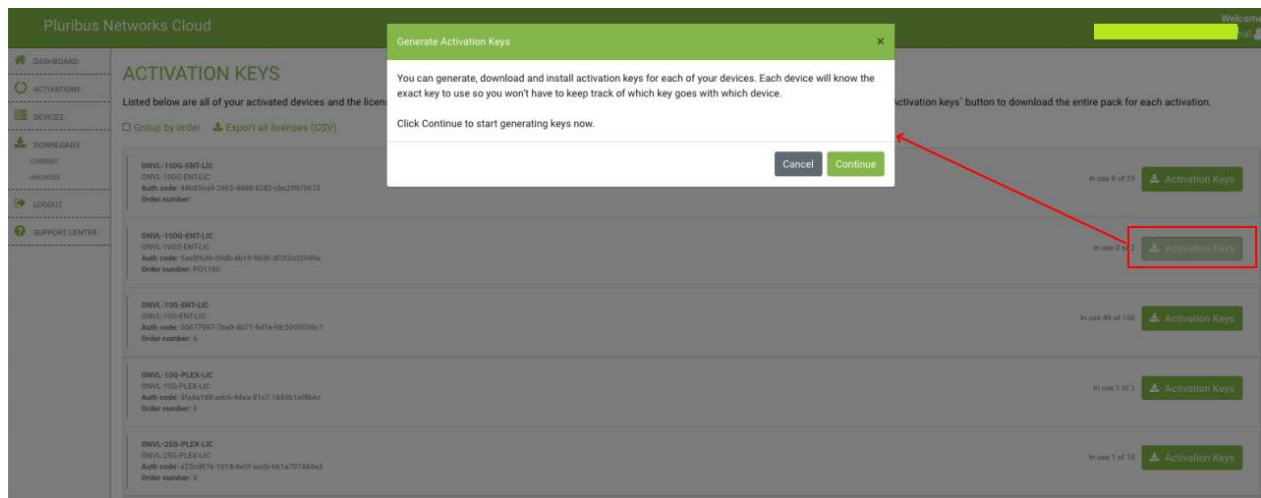 Pluribus Networks Cloud
Welcome
DASHBOARD
ACTIVATIONS
DEVICES
DOWNLOADS
CURRENT
ARCHIVES
LOGOUT
SUPPORT CENTER
Generate Activation Keys ×
You can generate, download and install activation keys for each of your devices. Each device will know the
exact key to use so you won't have to keep track of which key goes with which device.
Click Continue to start generating keys now.
Cancel Continue
ACTIVATION KEYS
Listed below are all of your activated devices and the licen
ctivation keys` button to download the entire pack for each activation.
Group by order Export all licenses (CSV)
ONVL-100G-ENT-LIC
ONVL-100G-ENT-LIC
Auth code:
Order number:
Activation Keys
ONVL-100G-ENT-LIC
ONVL-100G-ENT-LIC
Auth code:
Order number: PO1180
In use 0 of 2 Activation Keys
ONVL-10G-ENT-LIC
ONVL-10G-ENT-LIC
Auth code:
Order number: 6
In use 49 of Activation Keys
ONVL-10G-PLEX-LIC
ONVL-10G-PLEX-LIC
Auth code:
Order number: 6
In use 1 of 1 Activation Keys
ONVL-25G-PLEX-LIC
ONVL-25G-PLEX-LIC
Auth code:
Order number: 6
In use 1 of Activation Keys